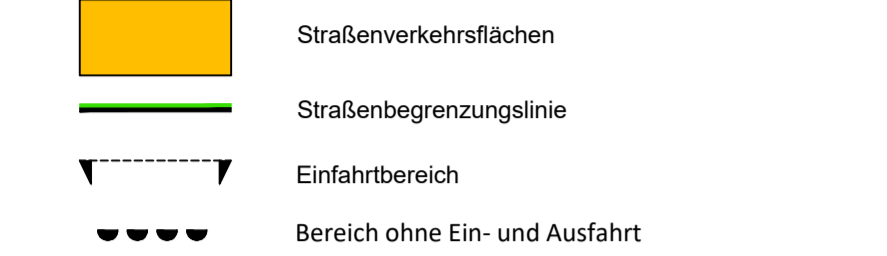 Straßenverkehrsflächen
Straßenbegrenzungslinie
Einfahrtbereich
Bereich ohne Ein- und Ausfahrt